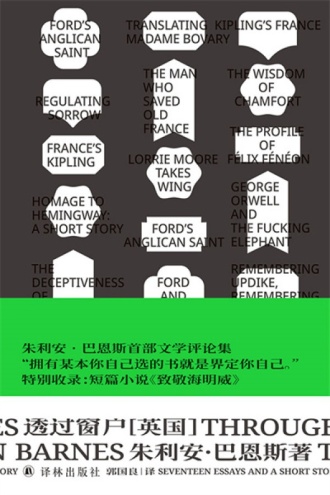 FORD'S
ANGLICAN
SAINT
TRANSLATING
MADAME BOVARY
KIPLING'S FRANCE
REGULATING
SORROW
THE MAN
WHO
SAVED
OLD
FRANCE
THE WISDOM
OF
CHAMFORT
FRANCE'S
KIPLING
LORRIE MOORE
TAKES
WING
THE PROFILE
OF
FÉLIX FÉNÉON
HOMAGE TO
HEMINGWAY:
A SHORT STORY
FORD'S
ANGLICAN SAINT
GEORGE
ORWELL
AND
THE FUCKING
ELEPHANT
THE
DECEPTIVENESS
OF
FORD
AND
REMEMBERING
UPDIKE,
REMEMBERING
朱利安·巴恩斯首部文学评论集
“拥有某本你自己选的书就是界定你自己。”
特别收录:短篇小说《致敬海明威》
ES 透过窗户[英国]THROUGH
N BARNES 朱利安·巴恩斯著 T
ORY 译林出版社 郭国良|译 SEVENTEEN ESSAYS AND A SHORT STO